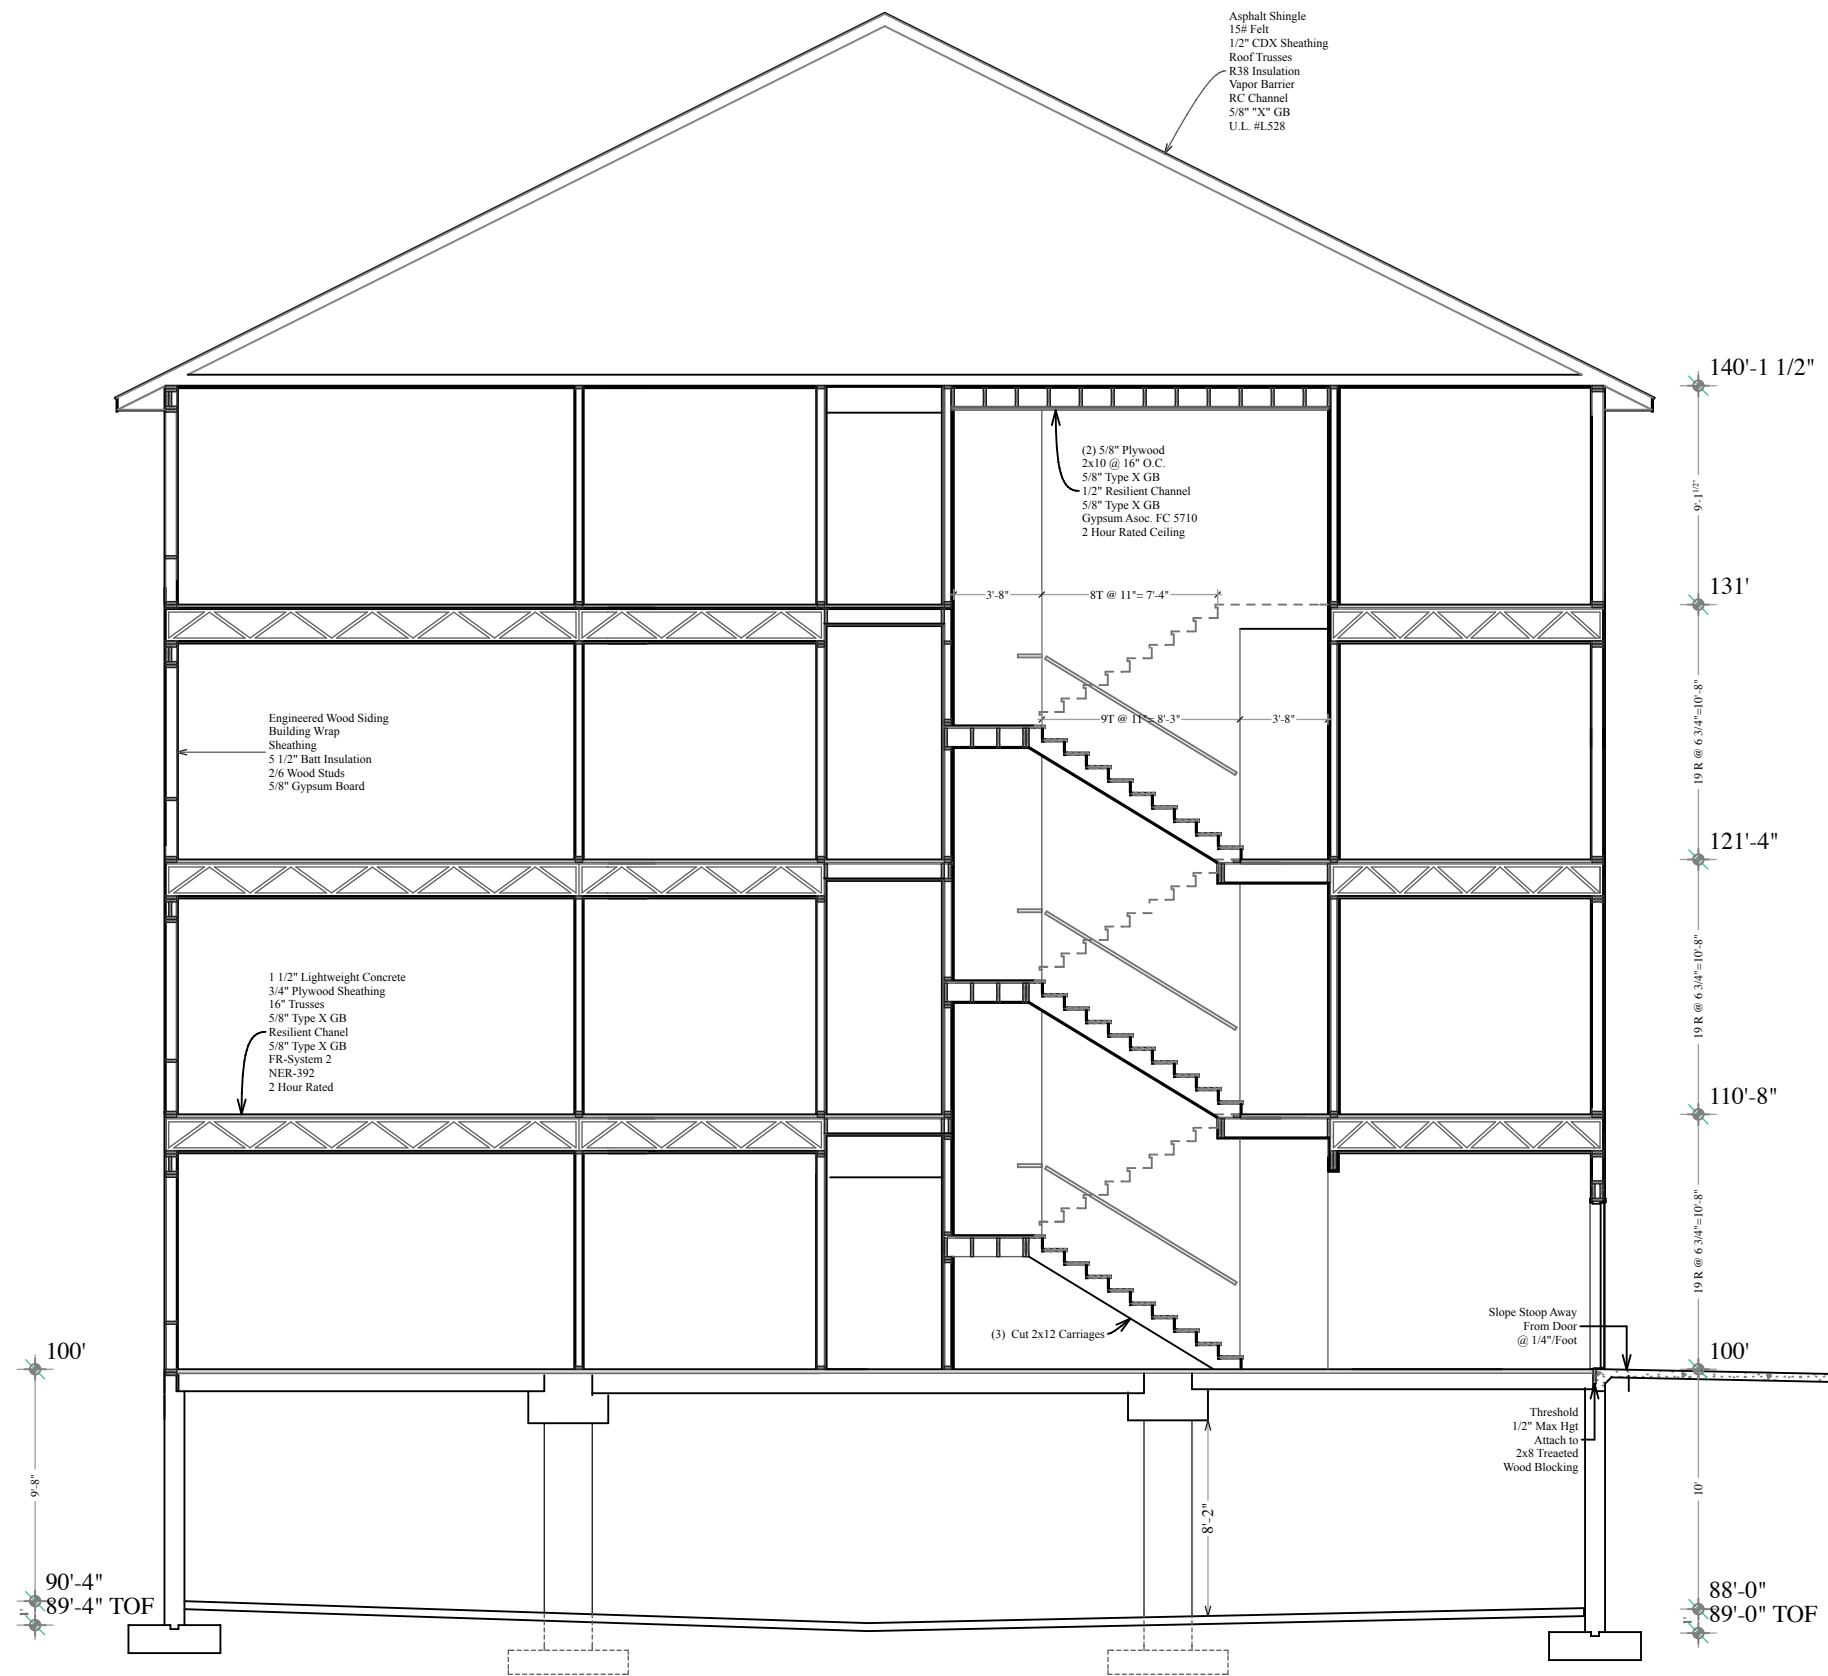 Asphalt Shingle
15# Felt
1/2" CDX Sheathing
Roof Trusses
R38 Insulation
Vapor Barrier
RC Channel
5/8" "X" GB
U.L. #L528
140'-1 1/2"
(2) 5/8" Plywood
2x10 @ 16" O.C.
5/8" Type X GB
1/2" Resilient Channel
5/8" Type X GB
Gypsum Asoc. FC 5710
2 Hour Rated Ceiling
9'-1 1/2"
131'
3'-8"
8T @ 11"= 7'-4"
9T @ 11"= 8'-3"
3'-8"
Engineered Wood Siding
Building Wrap
Sheathing
5 1/2" Batt Insulation
2/6 Wood Studs
5/8" Gypsum Board
19 R @ 6 3/4"=10'-8"
121'-4"
1 1/2" Lightweight Concrete
3/4" Plywood Sheathing
16" Trusses
5/8" Type X GB
Resilient Chanel
5/8" Type X GB
FR-System 2
NER-392
2 Hour Rated
19 R @ 6 3/4"=10'-8"
110'-8"
19 R @ 6 3/4"=10'-8"
(3) Cut 2x12 Carriages
Slope Stoop Away
From Door
@ 1/4"/Foot
100'
100'
Threshold
1/2" Max Hgt
Attach to
2x8 Treaeted
Wood Blocking
9'-8"
8'-2"
10'
90'-4"
1'
89'-4" TOF
88'-0"
1'
89'-0" TOF